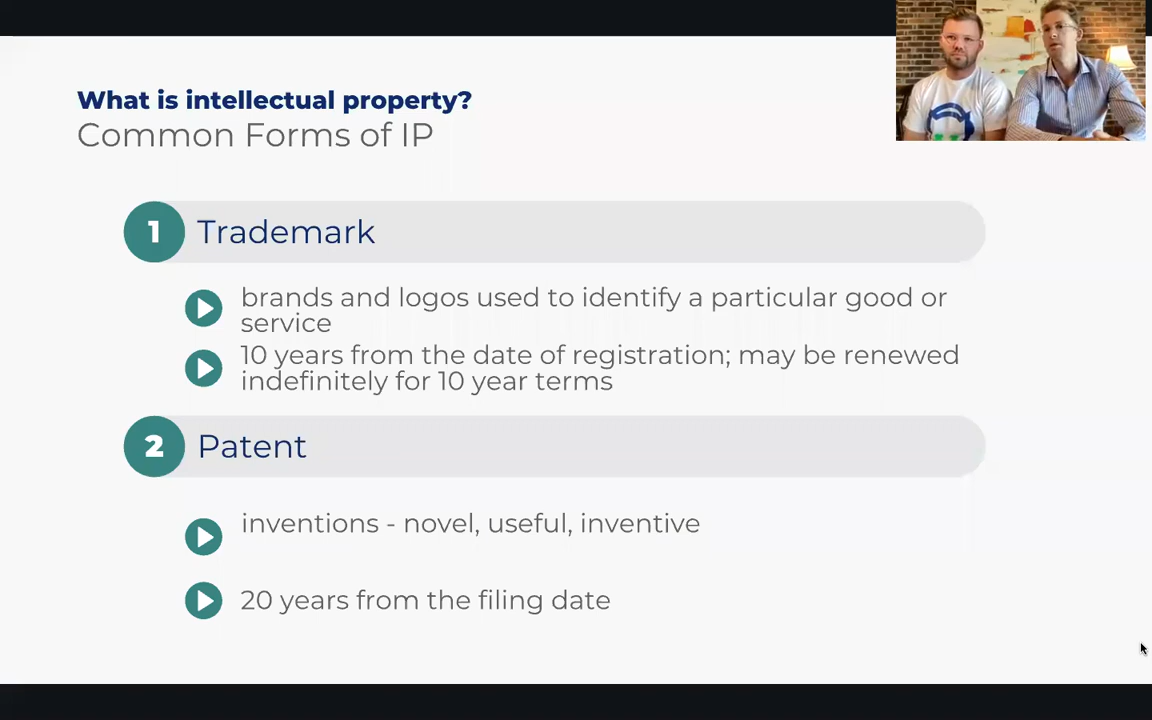 What is intellectual property?
Common Forms of IP
1 Trademark
brands and logos used to identify a particular good or
service
10 years from the date of registration; may be renewed
indefinitely for 10 year terms
2 Patent
inventions - novel, useful, inventive
20 years from the filing date